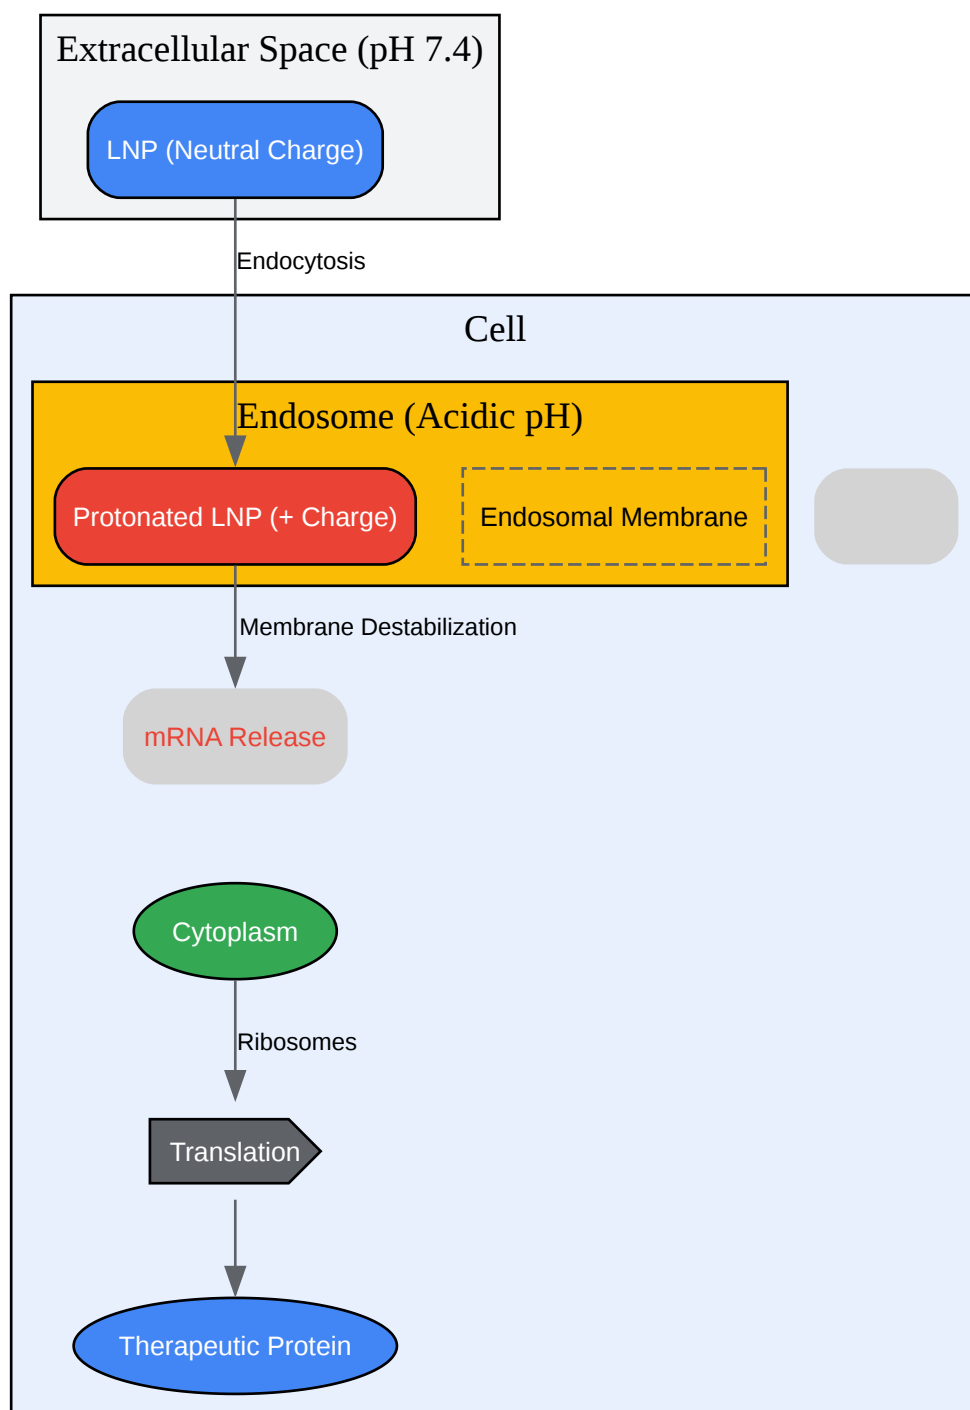 Extracellular Space (pH 7.4)
LNP (Neutral Charge)
Endocytosis
Cell
Endosome (Acidic pH)
Protonated LNP (+ Charge)
Endosomal Membrane
Membrane Destabilization
mRNA Release
Cytoplasm
Ribosomes
Translation
Therapeutic Protein